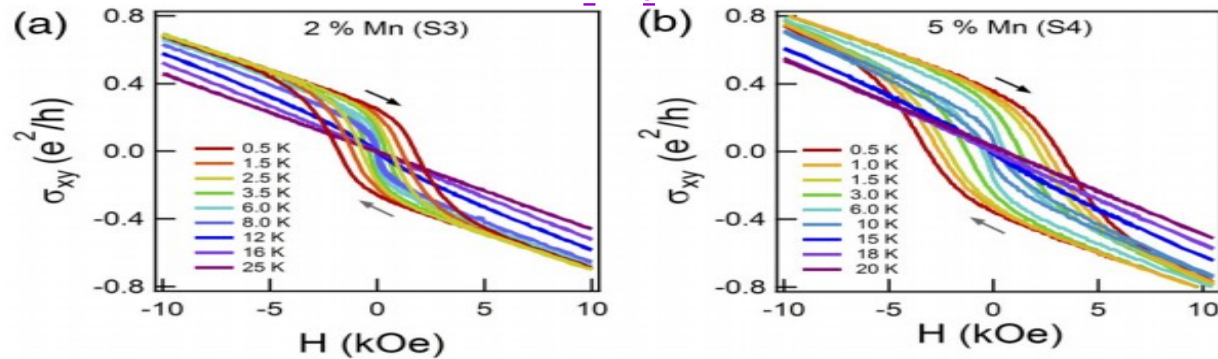 (a)
2 % Mn (S3)
0.8
0.4
0.0
-0.4
-0.8
σxy (e²/h)
0.5 K
1.5 K
2.5 K
3.5 K
6.0 K
8.0 K
12 K
16 K
25 K
-10
-5
0
5
10
H (kOe)
(b)
5 % Mn (S4)
0.8
0.4
0.0
-0.4
-0.8
σxy (e²/h)
0.5 K
1.0 K
1.5 K
3.0 K
6.0 K
10 K
15 K
18 K
20 K
-10
-5
0
5
10
H (kOe)